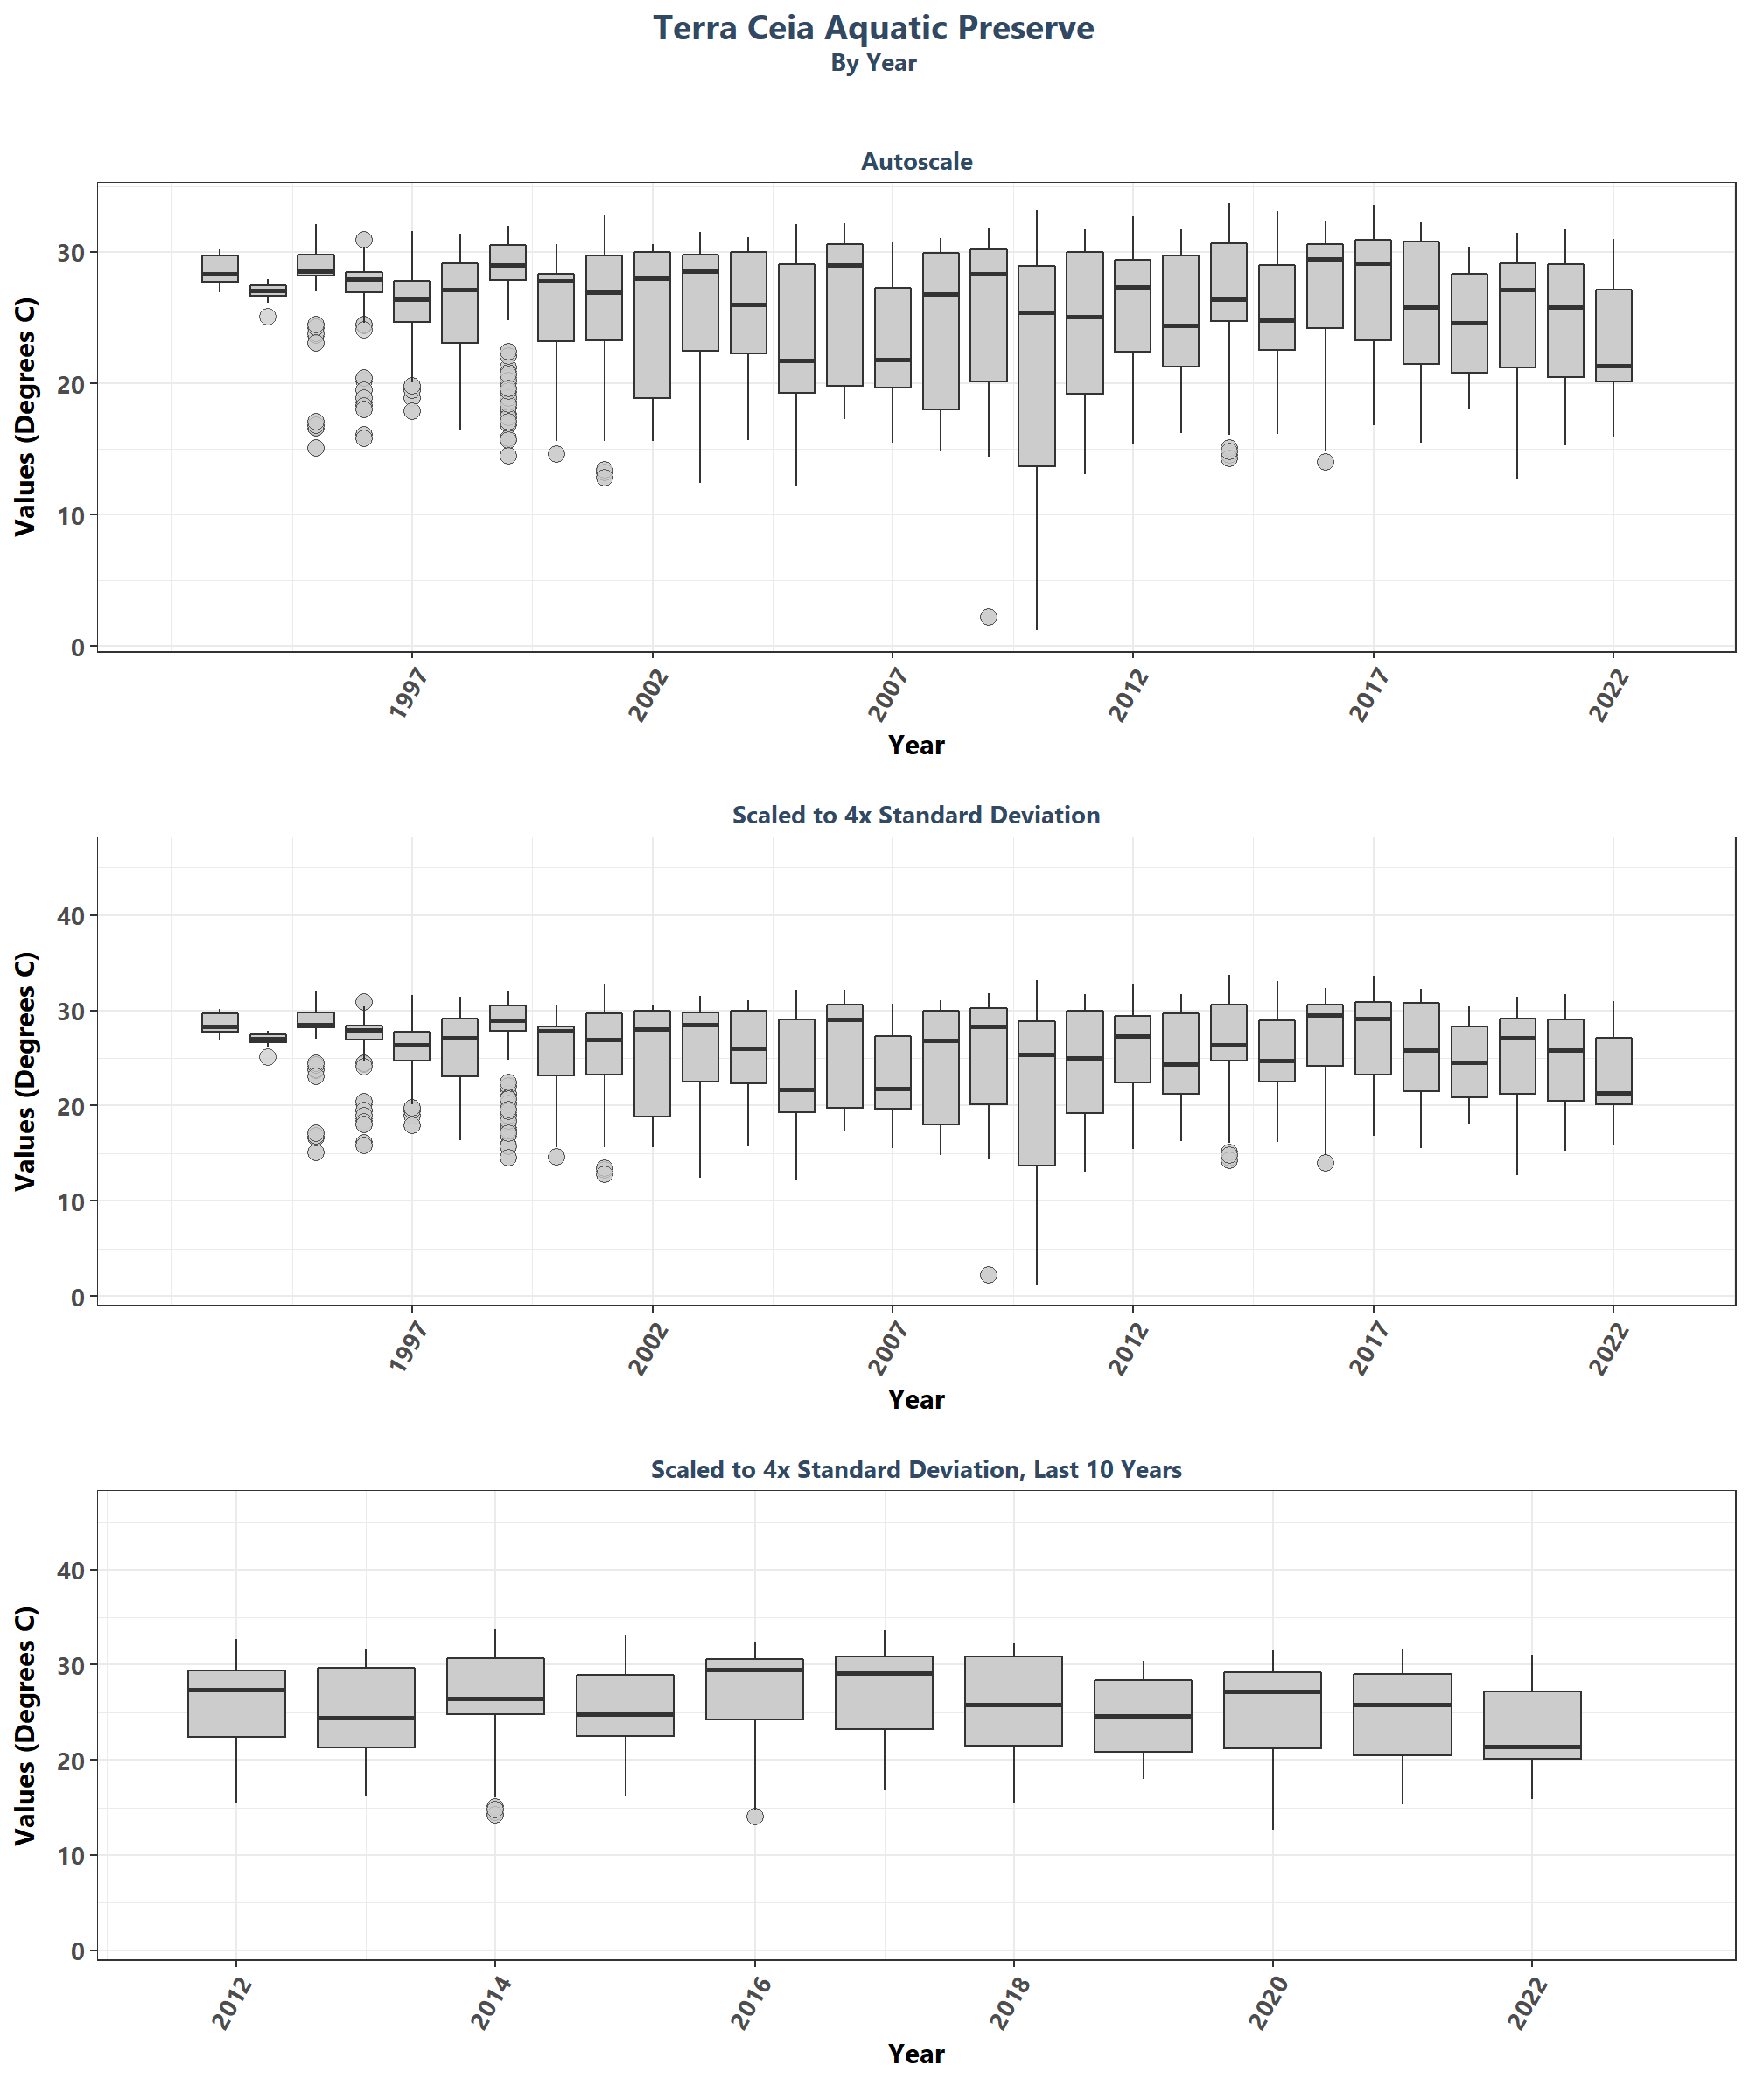 Terra Ceia Aquatic Preserve
By Year
Autoscale
Values (Degrees C)
30
20
10
0
1997 2002 2007 2012 2017 2022
Year
Scaled to 4x Standard Deviation
Values (Degrees C)
40
30
20
10
0
1997 2002 2007 2012 2017 2022
Year
Scaled to 4x Standard Deviation, Last 10 Years
Values (Degrees C)
40
30
20
10
0
2012 2014 2016 2018 2020 2022
Year